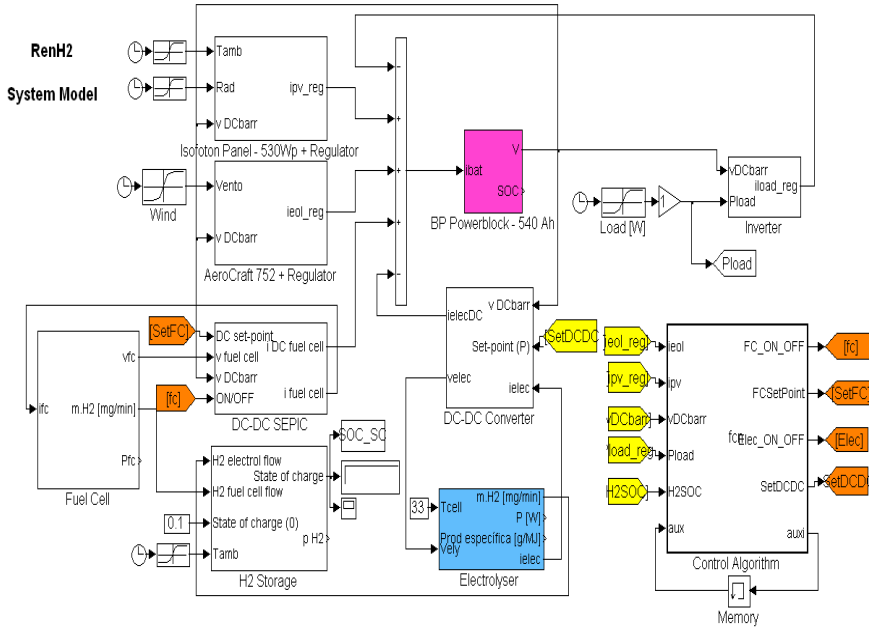 RenH2
System Model
Tamb
Rad
v DCbarr
ipv_reg
Isofoton Panel - 530Wp + Regulator
Wind
Vento
v DCbarr
ieol_reg
AeroCraft 752 + Regulator
−
+
+
+
−
ibat
V
SOC
BP Powerblock - 540 Ah
Load [W]
1
vDCbarr
Pload
iload_reg
Inverter
Pload
[SetFC]
[fc]
ifc
vfc
m.H2 [mg/min]
Pfc
Fuel Cell
DC set-point
v fuel cell
v DCbarr
ON/OFF
i DC fuel cell
i fuel cell
DC-DC SEPIC
ielecDC
velec
v DCbarr
Set-point (P)
ielec
DC-DC Converter
[SetDCDC
SOC_SC
0.1
H2 electrol flow
H2 fuel cell flow
State of charge (0)
Tamb
State of charge
p H2
H2 Storage
33
Tcell
Vely
m.H2 [mg/min]
P [W]
Prod específica [g/MJ]
ielec
Electrolyser
ieol_reg
ipv_reg
vDCbarr]
Pload_reg
H2SOC]
ieol
ipv
vDCbarr
Pload
H2SOC
aux
fcn
FC_ON_OFF
FCSetPoint
Elec_ON_OFF
SetDCDC
auxi
Control Algorithm
Memory
[fc]
[SetFC]
[Elec]
SetDCDC